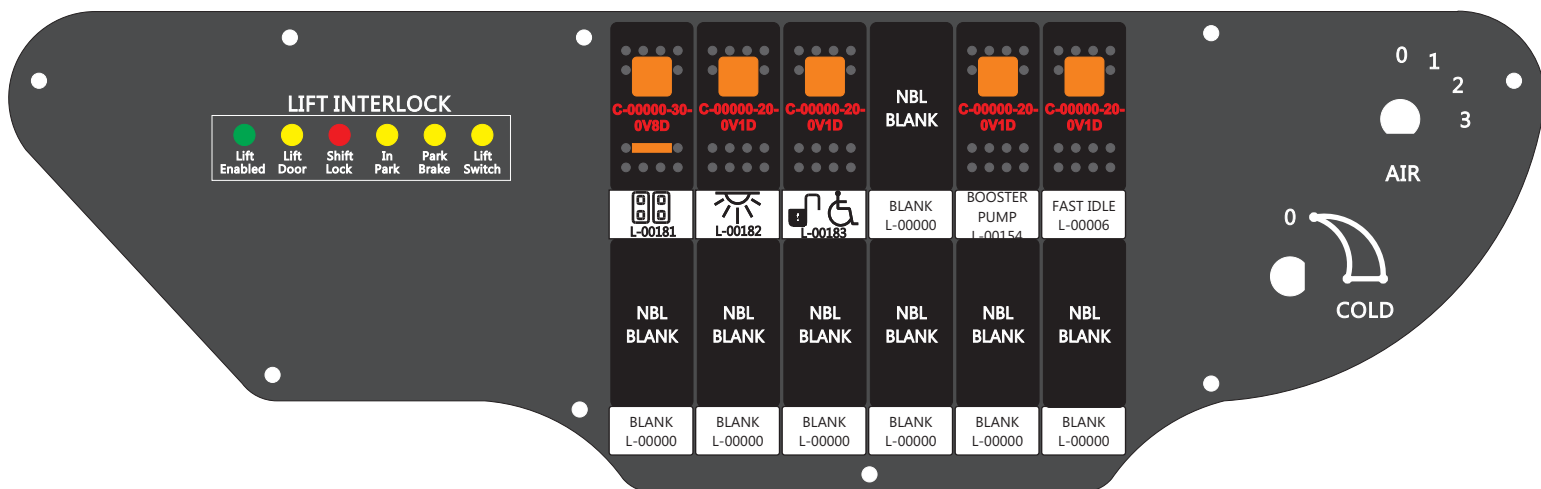 LIFT INTERLOCK
Lift
Enabled
Lift
Door
Shift
Lock
In
Park
Park
Brake
Lift
Switch
C-00000-30-
0V8D
L-00181
C-00000-20-
0V1D
L-00182
C-00000-20-
0V1D
L-00183
NBL
BLANK
BLANK
L-00000
C-00000-20-
0V1D
BOOSTER
PUMP
L-00154
C-00000-20-
0V1D
FAST IDLE
L-00006
NBL
BLANK
BLANK
L-00000
NBL
BLANK
BLANK
L-00000
NBL
BLANK
BLANK
L-00000
NBL
BLANK
BLANK
L-00000
NBL
BLANK
BLANK
L-00000
NBL
BLANK
BLANK
L-00000
0
1
2
3
AIR
0
COLD